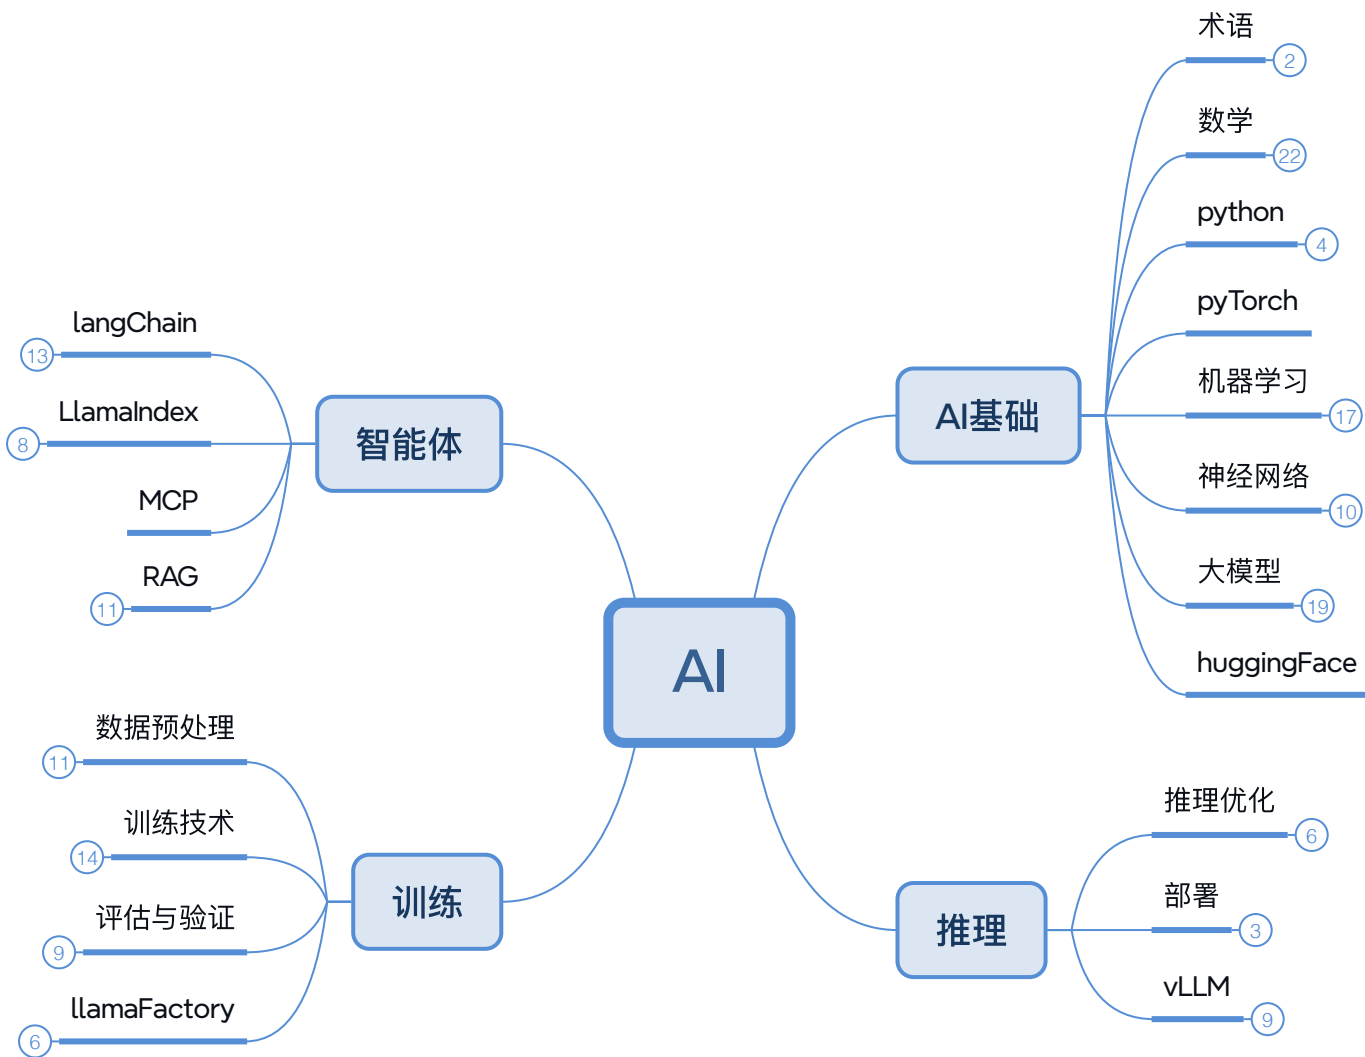 AI
AI基础
术语
2
数学
22
python
4
pyTorch
机器学习
17
神经网络
10
大模型
19
huggingFace
推理
推理优化
6
部署
3
vLLM
9
智能体
langChain
13
LlamaIndex
8
MCP
RAG
11
训练
数据预处理
11
训练技术
14
评估与验证
9
llamaFactory
6